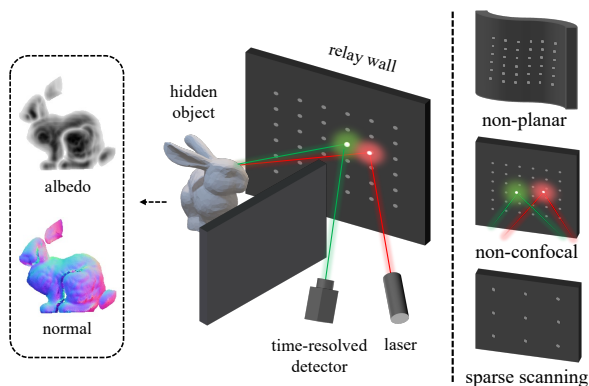 relay wall
hidden
object
albedo
normal
time-resolved
detector
laser
non-planar
non-confocal
sparse scanning